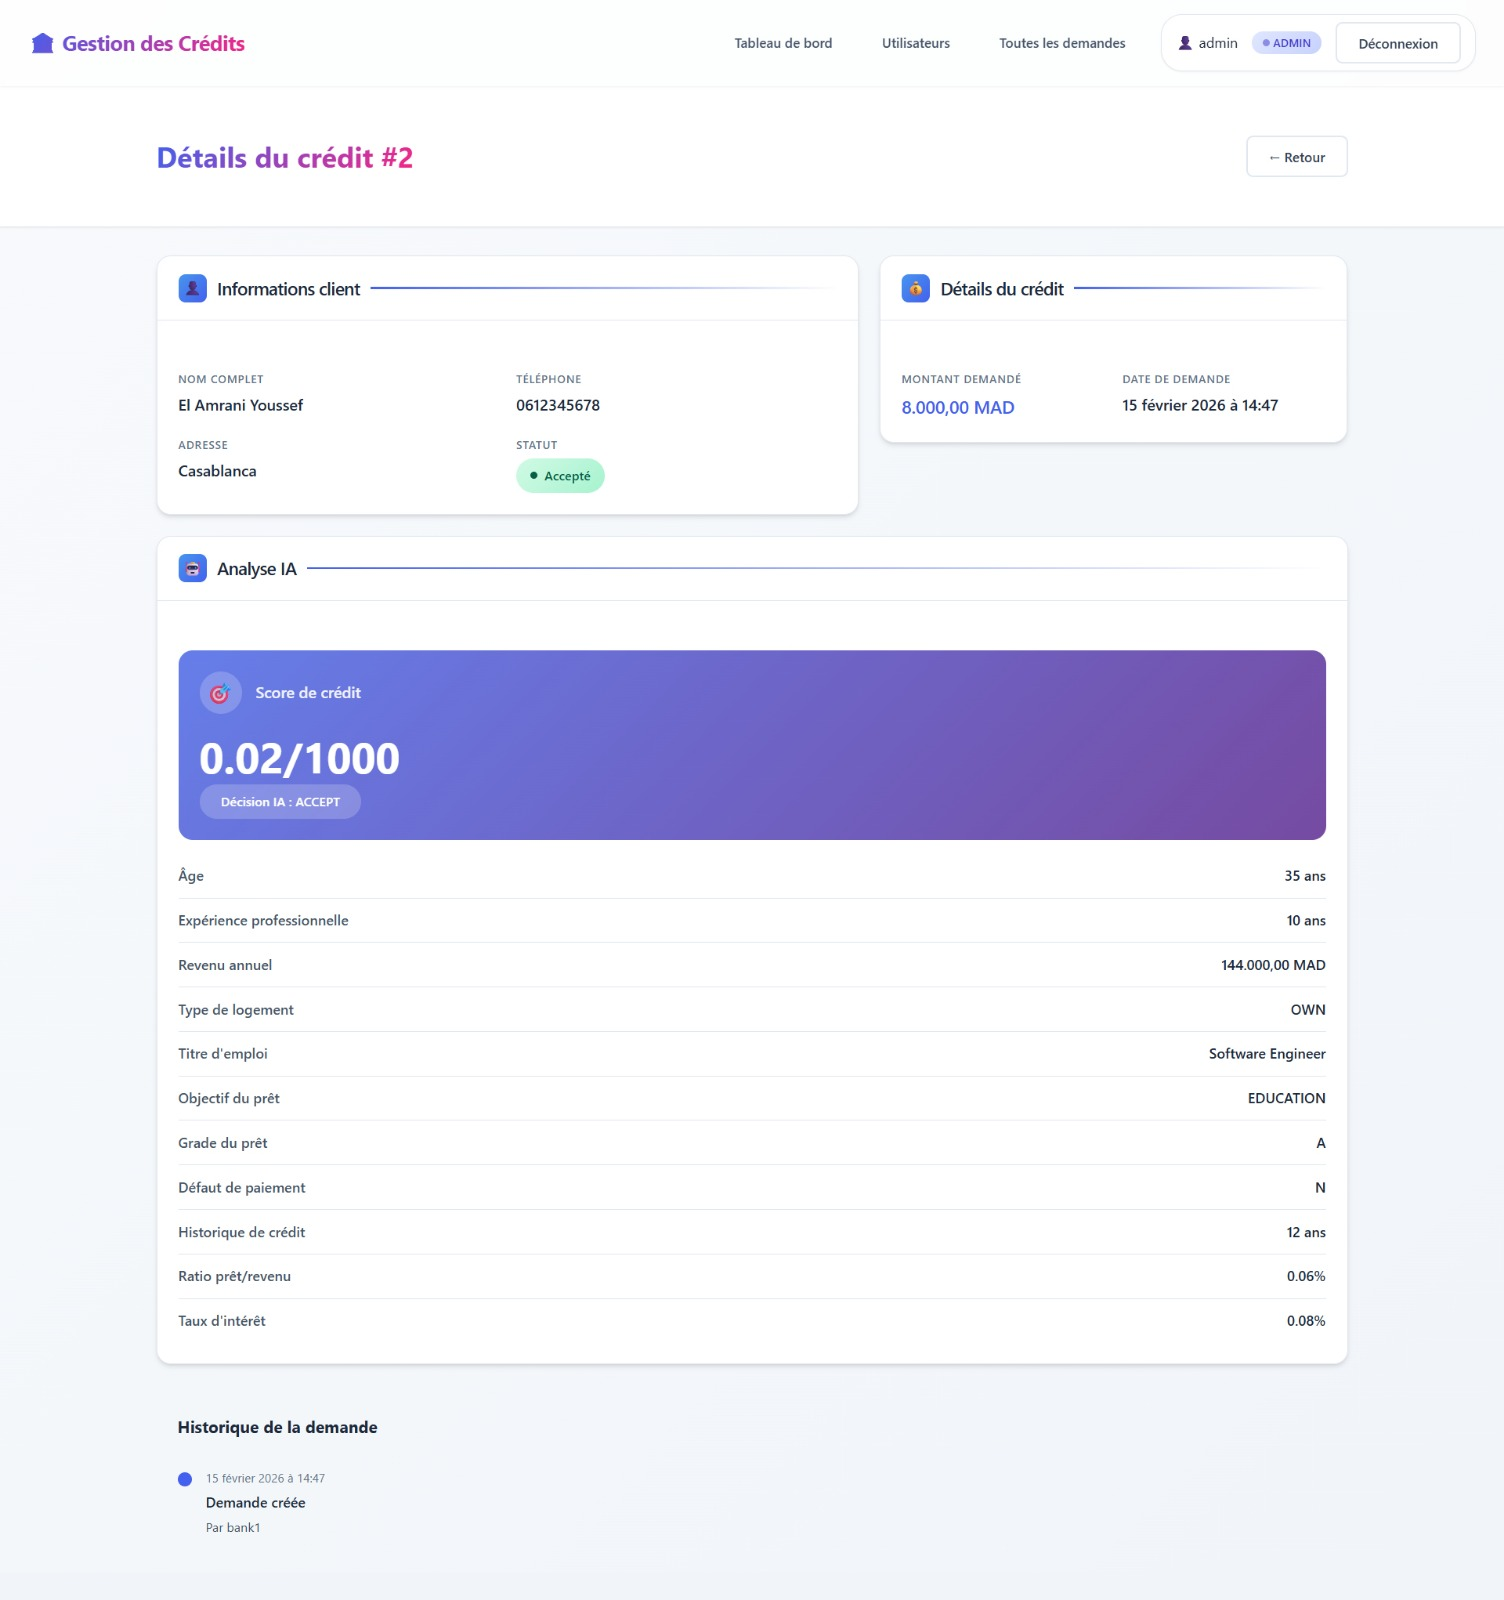 Gestion des Crédits
Tableau de bord
Utilisateurs
Toutes les demandes
admin
ADMIN
Déconnexion
Détails du crédit #2
← Retour
Informations client
NOM COMPLET
El Amrani Youssef
TÉLÉPHONE
0612345678
ADRESSE
Casablanca
STATUT
Accepté
Détails du crédit
MONTANT DEMANDÉ
8.000,00 MAD
DATE DE DEMANDE
15 février 2026 à 14:47
Analyse IA
Score de crédit
0.02/1000
Décision IA : ACCEPT
Âge 35 ans
Expérience professionnelle 10 ans
Revenu annuel 144.000,00 MAD
Type de logement OWN
Titre d'emploi Software Engineer
Objectif du prêt EDUCATION
Grade du prêt A
Défaut de paiement N
Historique de crédit 12 ans
Ratio prêt/revenu 0.06%
Taux d'intérêt 0.08%
Historique de la demande
15 février 2026 à 14:47
Demande créée
Par bank1